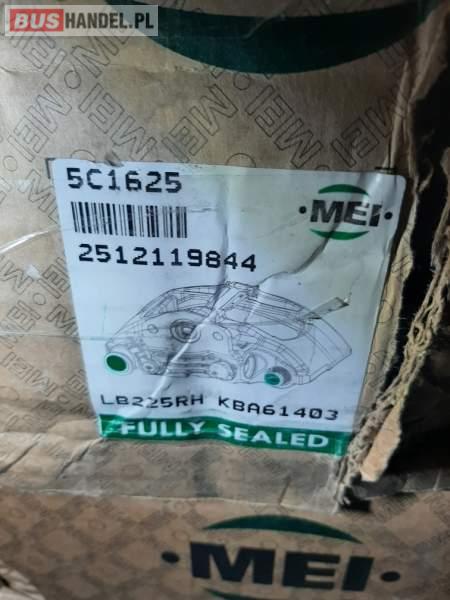 BUSHANDEL.PL
5C1625
·MEI·
2512119844
LB225RH KBA61403
FULLY SEALED
·MEI·